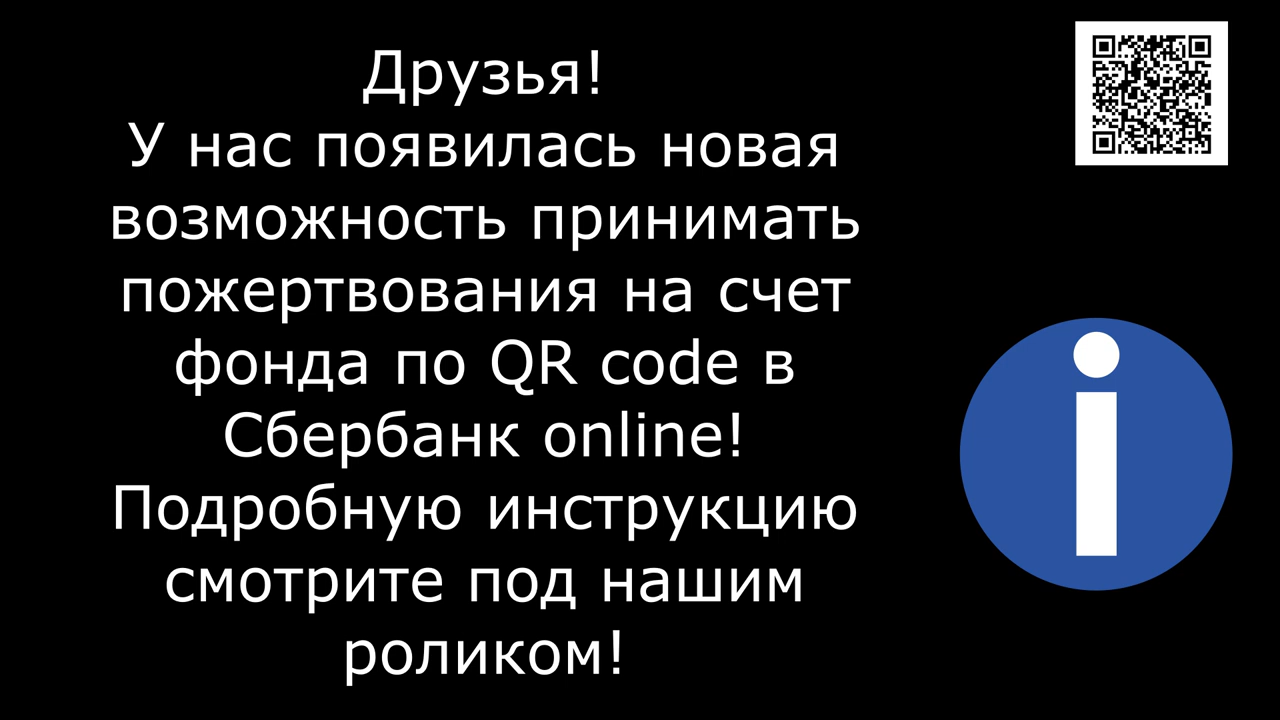 Друзья!
У нас появилась новая
возможность принимать
пожертвования на счет
фонда по QR code в
Сбербанк online!
Подробную инструкцию
смотрите под нашим
роликом!